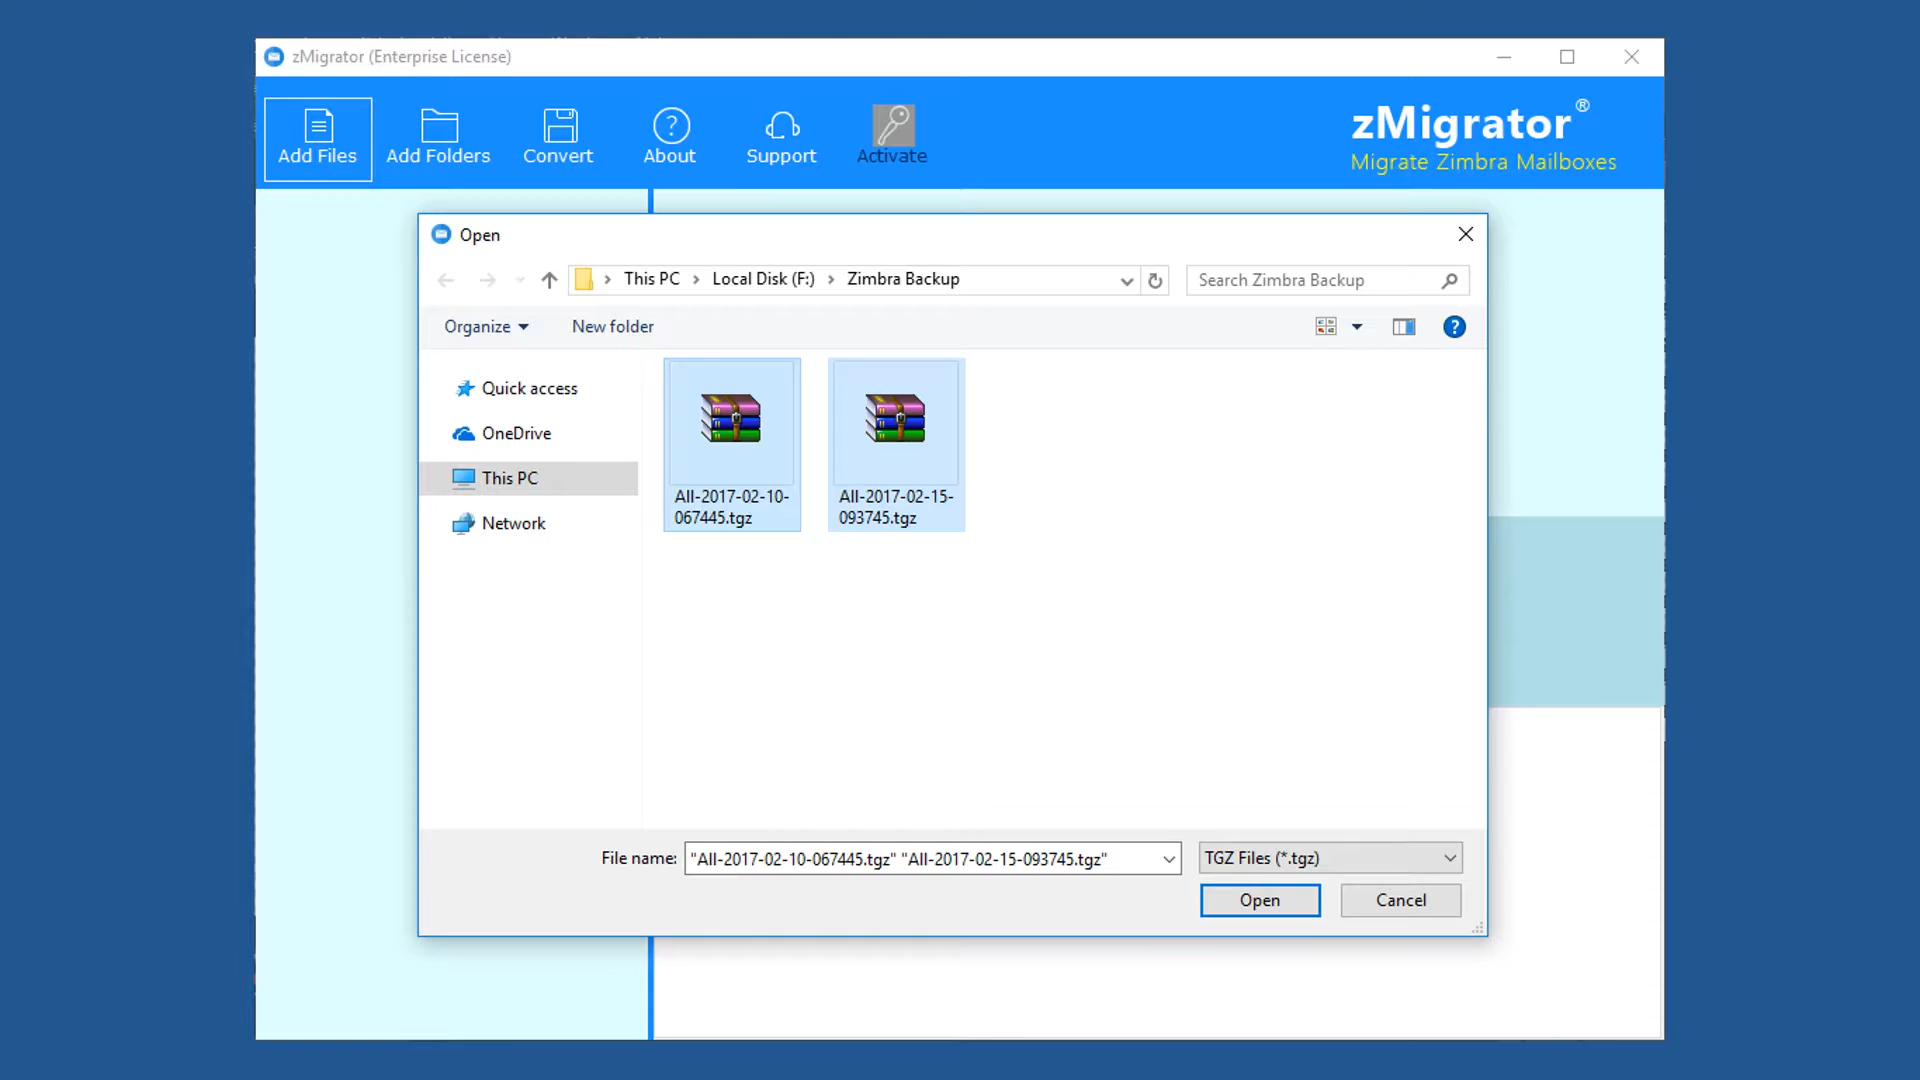 zMigrator (Enterprise License)
Add Files
Add Folders
Convert
About
Support
Activate
zMigrator®
Migrate Zimbra Mailboxes
Open
This PC > Local Disk (F:) > Zimbra Backup
Search Zimbra Backup
Organize
New folder
Quick access
OneDrive
This PC
Network
All-2017-02-10-
067445.tgz
All-2017-02-15-
093745.tgz
File name:
"All-2017-02-10-067445.tgz" "All-2017-02-15-093745.tgz"
TGZ Files (*.tgz)
Open
Cancel